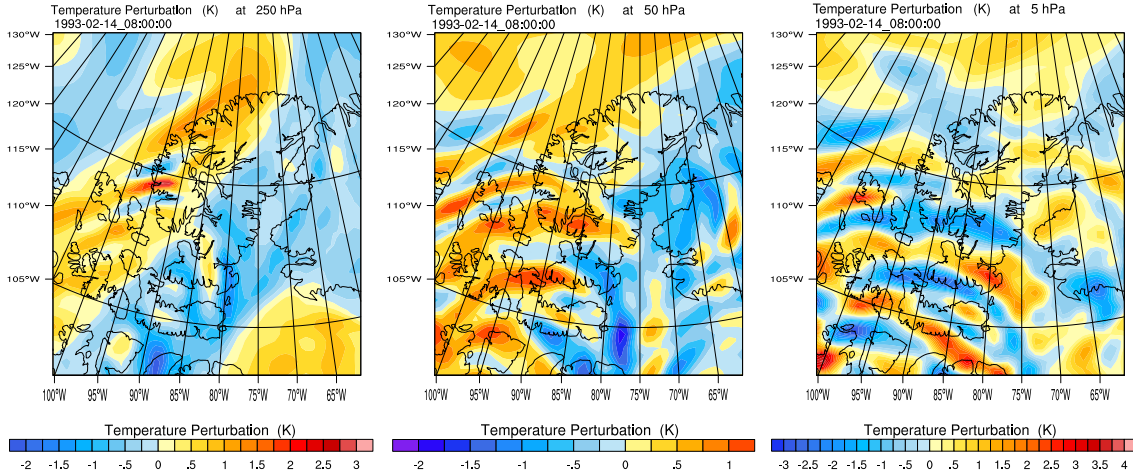 Temperature Perturbation (K) at 250 hPa
1993-02-14_08:00:00
130°W
125°W
120°W
115°W
110°W
105°W
100°W 95°W 90°W 85°W 80°W 75°W 70°W 65°W
Temperature Perturbation (K)
-2 -1.5 -1 -.5 0 .5 1 1.5 2 2.5 3
Temperature Perturbation (K) at 50 hPa
1993-02-14_08:00:00
130°W
125°W
120°W
115°W
110°W
105°W
100°W 95°W 90°W 85°W 80°W 75°W 70°W 65°W
Temperature Perturbation (K)
-2 -1.5 -1 -.5 0 .5 1
Temperature Perturbation (K) at 5 hPa
1993-02-14_08:00:00
130°W
125°W
120°W
115°W
110°W
105°W
100°W 95°W 90°W 85°W 80°W 75°W 70°W 65°W
Temperature Perturbation (K)
-3 -2.5 -2 -1.5 -1 -.5 0 .5 1 1.5 2 2.5 3 3.5 4